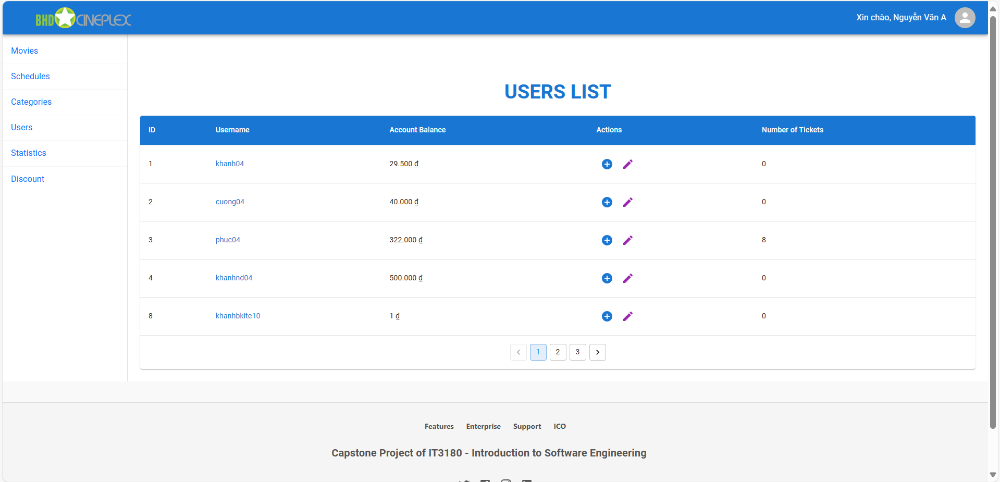 BHD CINEPLEX
Xin chào, Nguyễn Văn A
Movies
Schedules
Categories
Users
Statistics
Discount
USERS LIST
ID Username Account Balance Actions Number of Tickets
1 khanh04 29.500 ₫ 0
2 cuong04 40.000 ₫ 0
3 phuc04 322.000 ₫ 8
4 khanhnd04 500.000 ₫ 0
8 khanhbkite10 1 ₫ 0
1 2 3
Features Enterprise Support ICO
Capstone Project of IT3180 - Introduction to Software Engineering